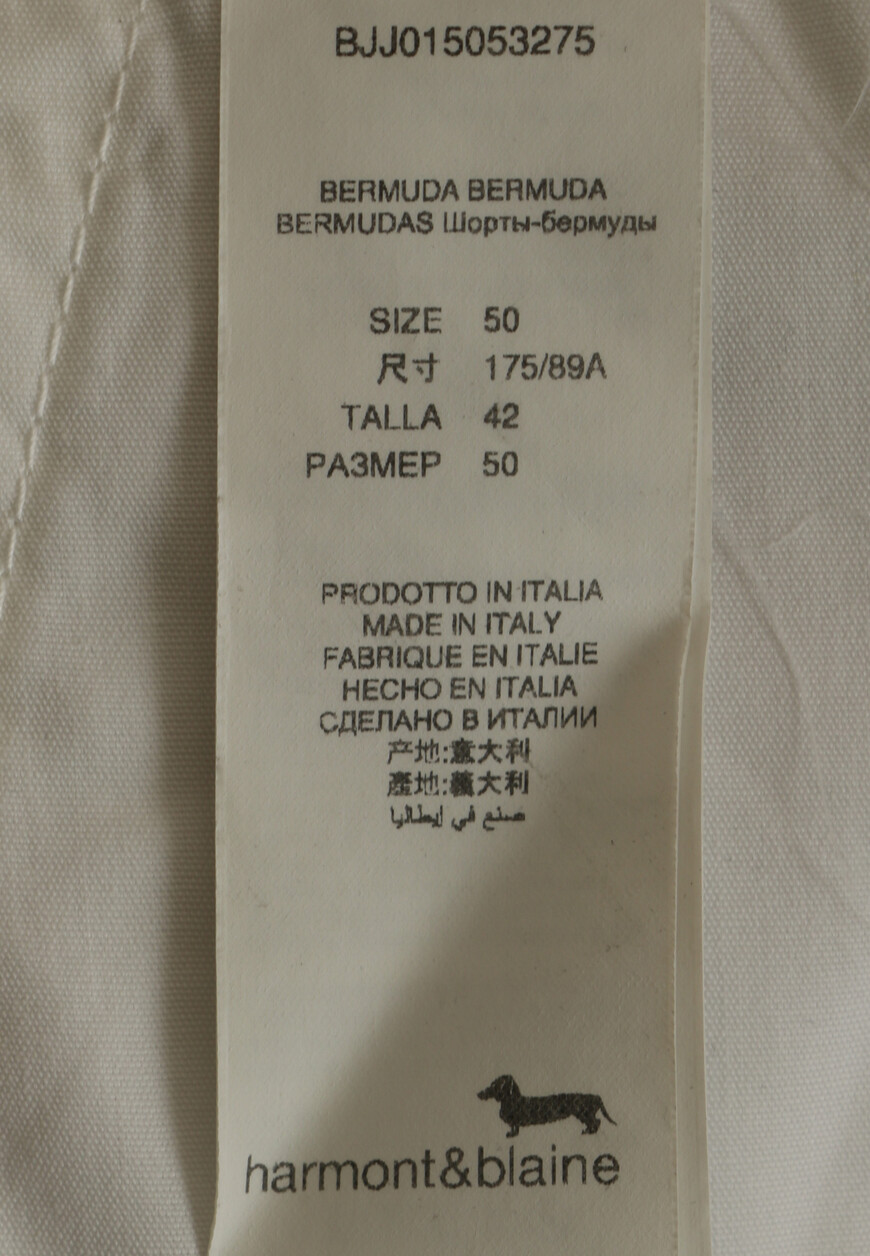 BJJ015053275
BERMUDA BERMUDA
BERMUDAS Шорты-бермуды
SIZE 50
尺寸 175/89A
TALLA 42
РАЗМЕР 50
PRODOTTO IN ITALIA
MADE IN ITALY
FABRIQUE EN ITALIE
HECHO EN ITALIA
СДЕЛАНО В ИТАЛИИ
产地:意大利
產地:義大利
صنع في إيطاليا
harmont&blaine